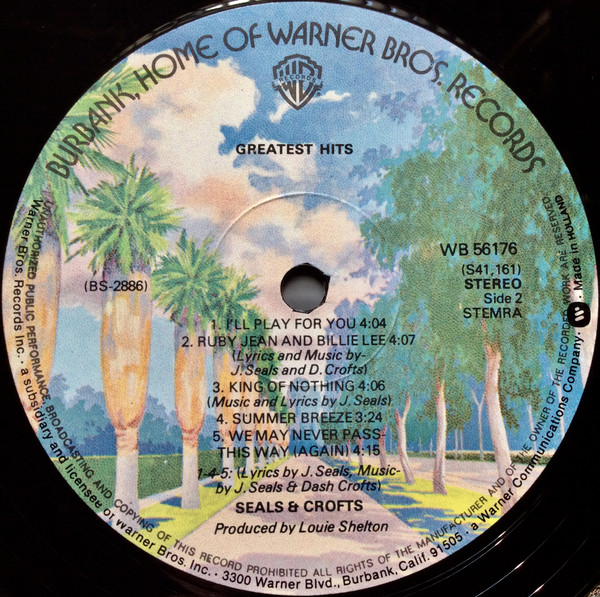 BURBANK, HOME OF WARNER BROS. RECORDS
WB
RECORDS
GREATEST HITS
WB 56176
(S41,161)
(BS-2886)
STEREO
Side 2
STEMRA
1. I'LL PLAY FOR YOU 4:04
2. RUBY JEAN AND BILLIE LEE 4:07
(Lyrics and Music by-
J. Seals and D. Crofts)
3. KING OF NOTHING 4:06
(Music and Lyrics by J. Seals)
4. SUMMER BREEZE 3:24
5. WE MAY NEVER PASS-
THIS WAY (AGAIN) 4:15
1-4-5: (Lyrics by J. Seals, Music-
by J. Seals & Dash Crofts)
SEALS & CROFTS
Produced by Louie Shelton
UNAUTHORIZED PUBLIC PERFORMANCE, BROADCASTING AND COPYING OF THIS RECORD PROHIBITED ALL RIGHTS OF THE MANUFACTURER AND OF THE OWNER OF THE RECORDED WORK ARE RESERVED
Warner Bros. Records Inc. · a subsidiary and licensee of Warner Bros. Inc. · 3300 Warner Blvd., Burbank, Calif. 91505 · a Warner Communications Company · Made in HOLLAND